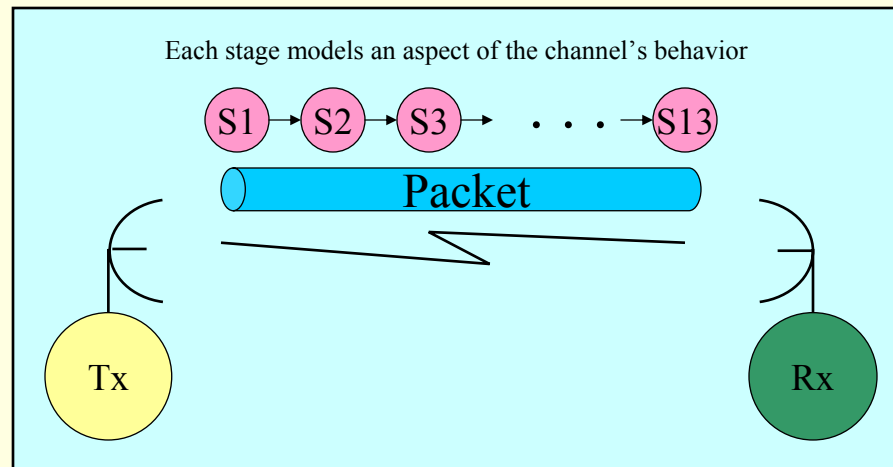 Each stage models an aspect of the channel's behavior
S1 S2 S3 . . . S13
Packet
Tx Rx